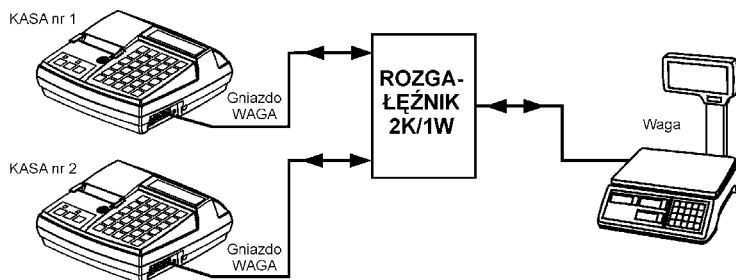 KASA nr 1
Gniazdo
WAGA
ROZGA-
ŁĘŹNIK
2K/1W
Waga
KASA nr 2
Gniazdo
WAGA